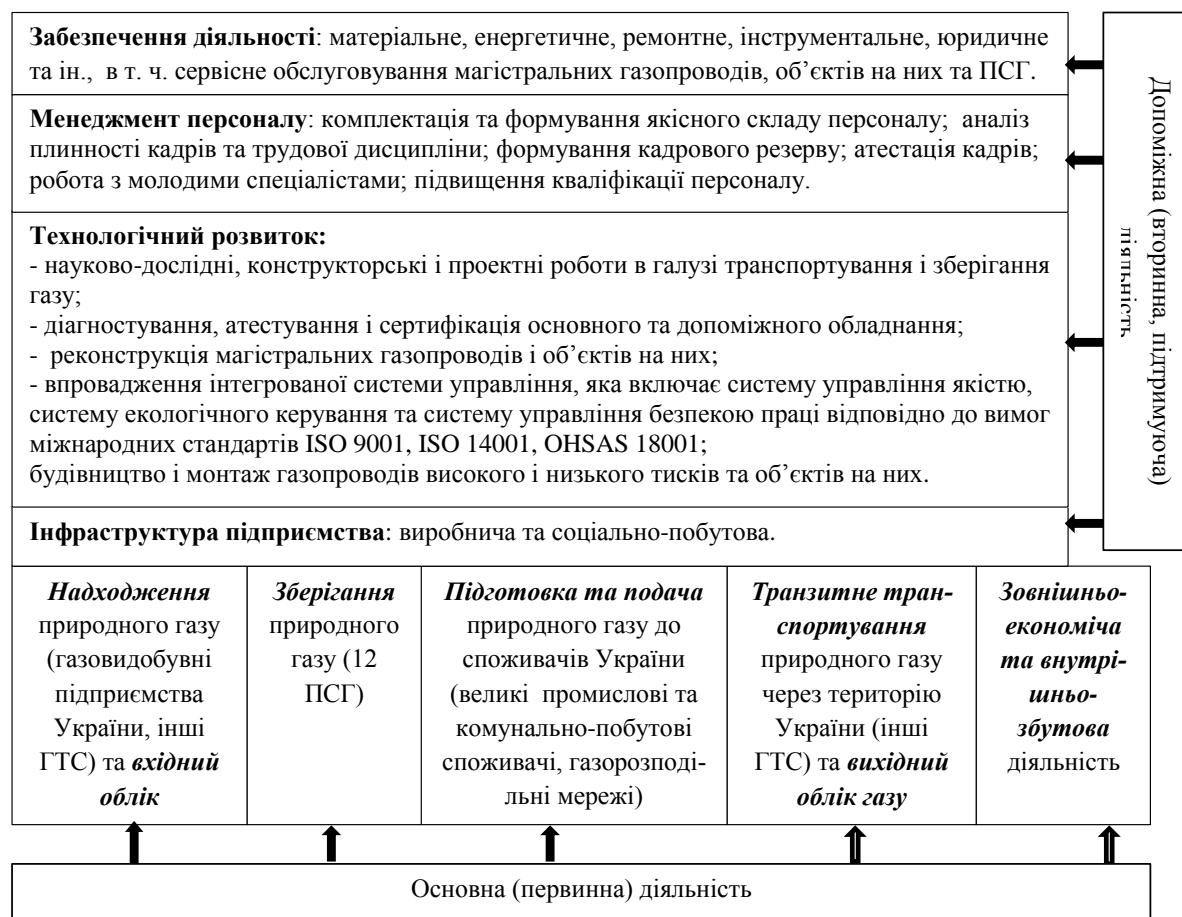 Забезпечення діяльності: матеріальне, енергетичне, ремонтне, інструментальне, юридичне
та ін., в т. ч. сервісне обслуговування магістральних газопроводів, об’єктів на них та ПСГ.
Менеджмент персоналу: комплектація та формування якісного складу персоналу; аналіз
плинності кадрів та трудової дисципліни; формування кадрового резерву; атестація кадрів;
робота з молодими спеціалістами; підвищення кваліфікації персоналу.
Технологічний розвиток:
- науково-дослідні, конструкторські і проектні роботи в галузі транспортування і зберігання
газу;
- діагностування, атестування і сертифікація основного та допоміжного обладнання;
- реконструкція магістральних газопроводів і об’єктів на них;
- впровадження інтегрованої системи управління, яка включає систему управління якістю,
систему екологічного керування та систему управління безпекою праці відповідно до вимог
міжнародних стандартів ISO 9001, ISO 14001, OHSAS 18001;
будівництво і монтаж газопроводів високого і низького тисків та об’єктів на них.
Інфраструктура підприємства: виробнича та соціально-побутова.
Допоміжна (вторинна, підтримуюча)
діяльність
Надходження
природного газу
(газовидобувні
підприємства
України, інші
ГТС) та вхідний
облік
Зберігання
природного
газу (12
ПСГ)
Підготовка та подача
природного газу до
споживачів України
(великі промислові та
комунально-побутові
споживачі, газорозподі-
льні мережі)
Транзитне тран-
спортування
природного газу
через територію
України (інші
ГТС) та вихідний
облік газу
Зовнішньо-
економіча
та внутрі-
шньо-
збутова
діяльність
Основна (первинна) діяльність